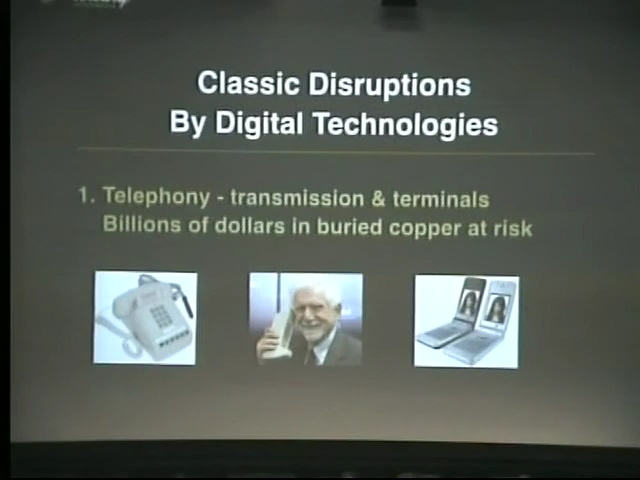 Classic Disruptions
By Digital Technologies
1. Telephony - transmission & terminals
Billions of dollars in buried copper at risk